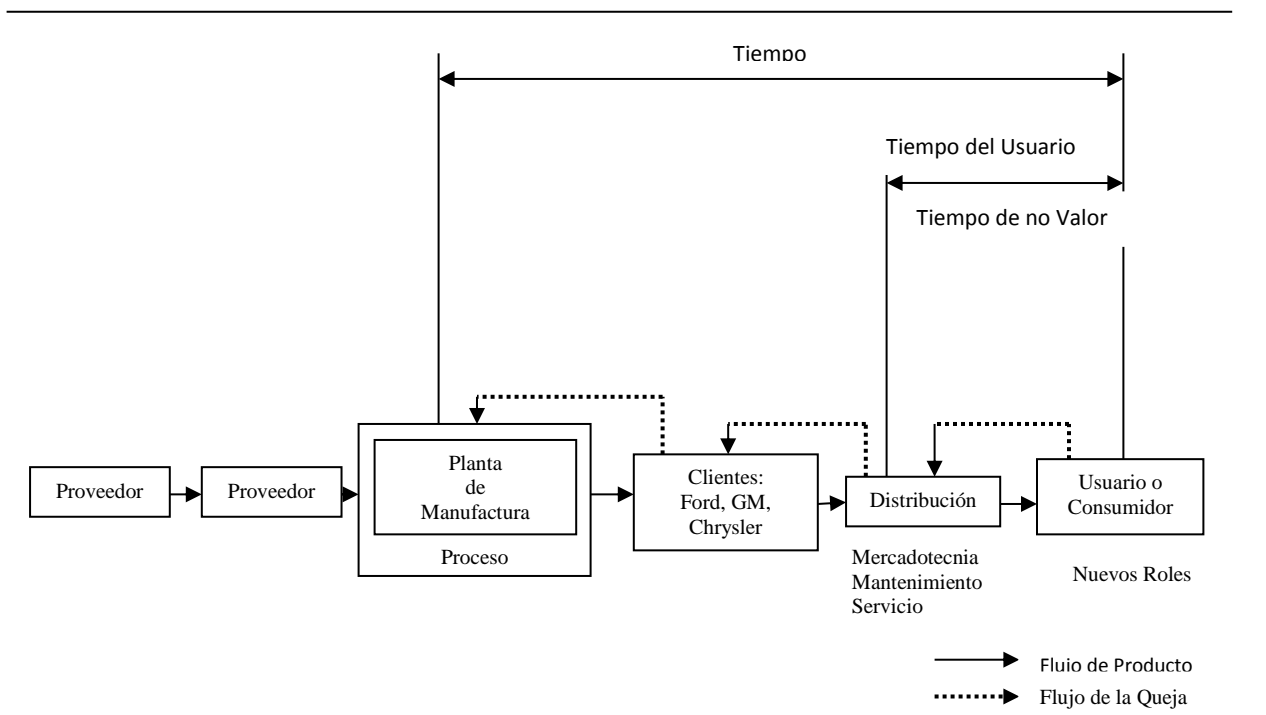 Tiempo
Tiempo del Usuario
Tiempo de no Valor
Proveedor
Proveedor
Planta
de
Manufactura
Proceso
Clientes:
Ford, GM,
Chrysler
Distribución
Mercadotecnia
Mantenimiento
Servicio
Usuario o
Consumidor
Nuevos Roles
Flujo de Producto
Flujo de la Queja